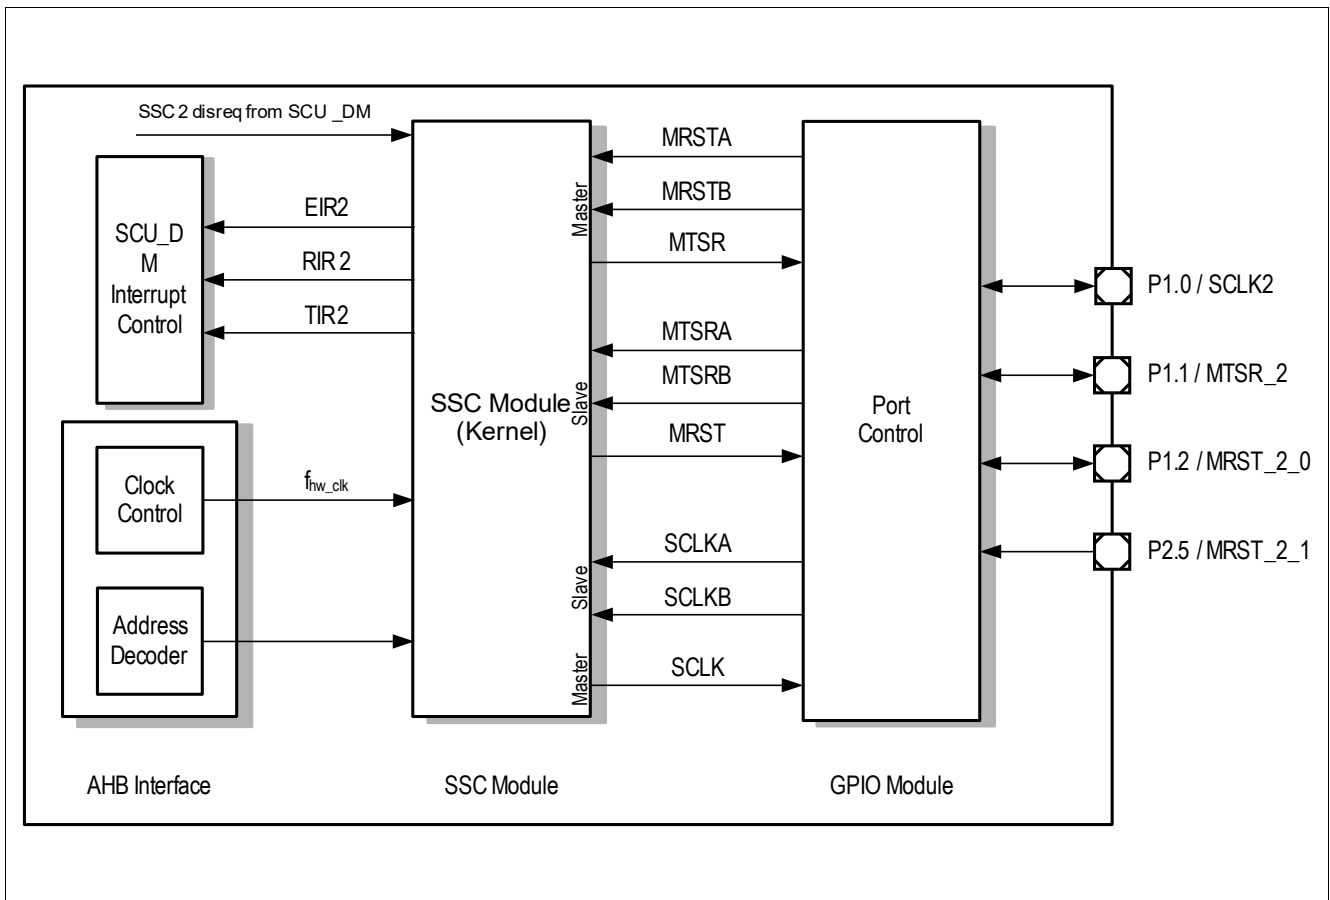 SSC 2 disreq from SCU _DM
SCU_D
M
Interrupt
Control
EIR2
RIR 2
TIR2
Clock
Control
fhw_clk
Address
Decoder
AHB Interface
SSC Module
(Kernel)
Master
Slave
Slave
Master
SSC Module
MRSTA
MRSTB
MTSR
MTSRA
MTSRB
MRST
SCLKA
SCLKB
SCLK
Port
Control
GPIO Module
P1.0 / SCLK2
P1.1 / MTSR_2
P1.2 / MRST_2_0
P2.5 / MRST_2_1